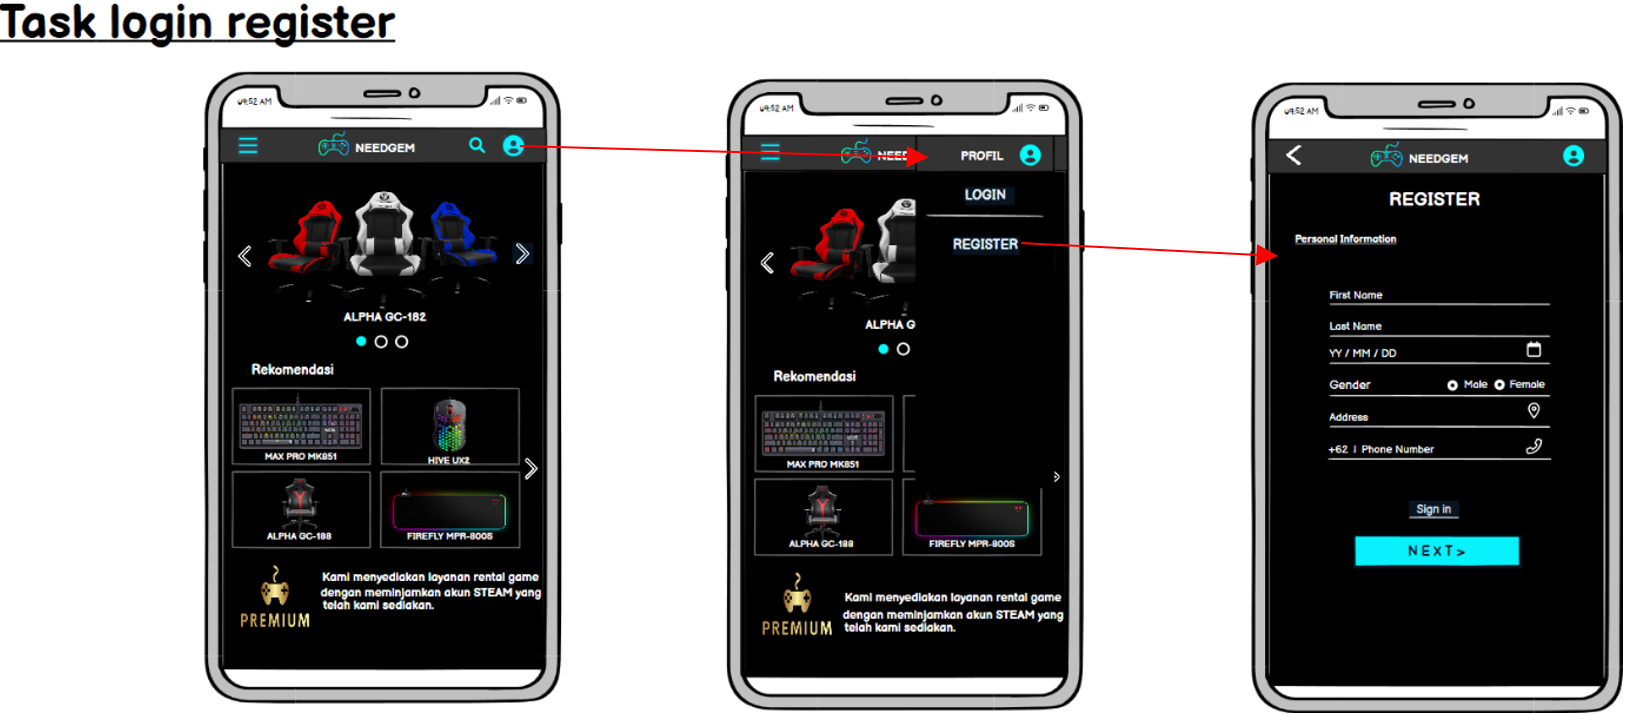 Task login register
09:52 AM
NEEDGEM
ALPHA GC-182
Rekomendasi
MAX PRO MK851
HIVE UX2
ALPHA GC-188
FIREFLY MPR-800S
PREMIUM
Kami menyediakan layanan rental game
dengan meminjamkan akun STEAM yang
telah kami sediakan.
09:52 AM
NEED
PROFIL
LOGIN
REGISTER
ALPHA G
Rekomendasi
MAX PRO MK851
ALPHA GC-188
FIREFLY MPR-800S
PREMIUM
Kami menyediakan layanan rental game
dengan meminjamkan akun STEAM yang
telah kami sediakan.
09:52 AM
NEEDGEM
REGISTER
Personal Information
First Name
Last Name
YY / MM / DD
Gender Male Female
Address
+62 | Phone Number
Sign in
NEXT>